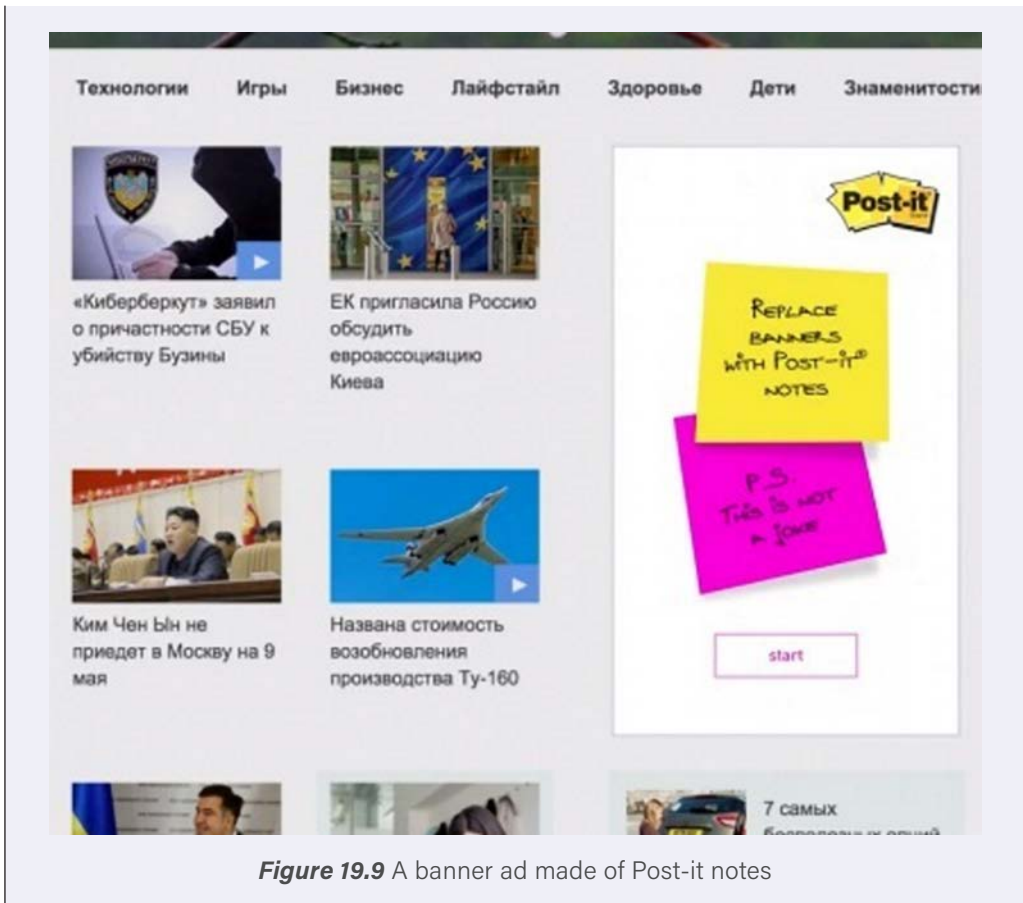 Технологии Игры Бизнес Лайфстайл Здоровье Дети Знаменитости
«Киберберкут» заявил
о причастности СБУ к
убийству Бузины
ЕК пригласила Россию
обсудить
евроассоциацию
Киева
Post-it
REPLACE
BANNERS
WITH POST-IT®
NOTES
P.S.
THIS IS NOT
A JOKE
start
Ким Чен Ын не
приедет в Москву на 9
мая
Названа стоимость
возобновления
производства Ту-160
7 самых
бесполезных опций
Figure 19.9 A banner ad made of Post-it notes